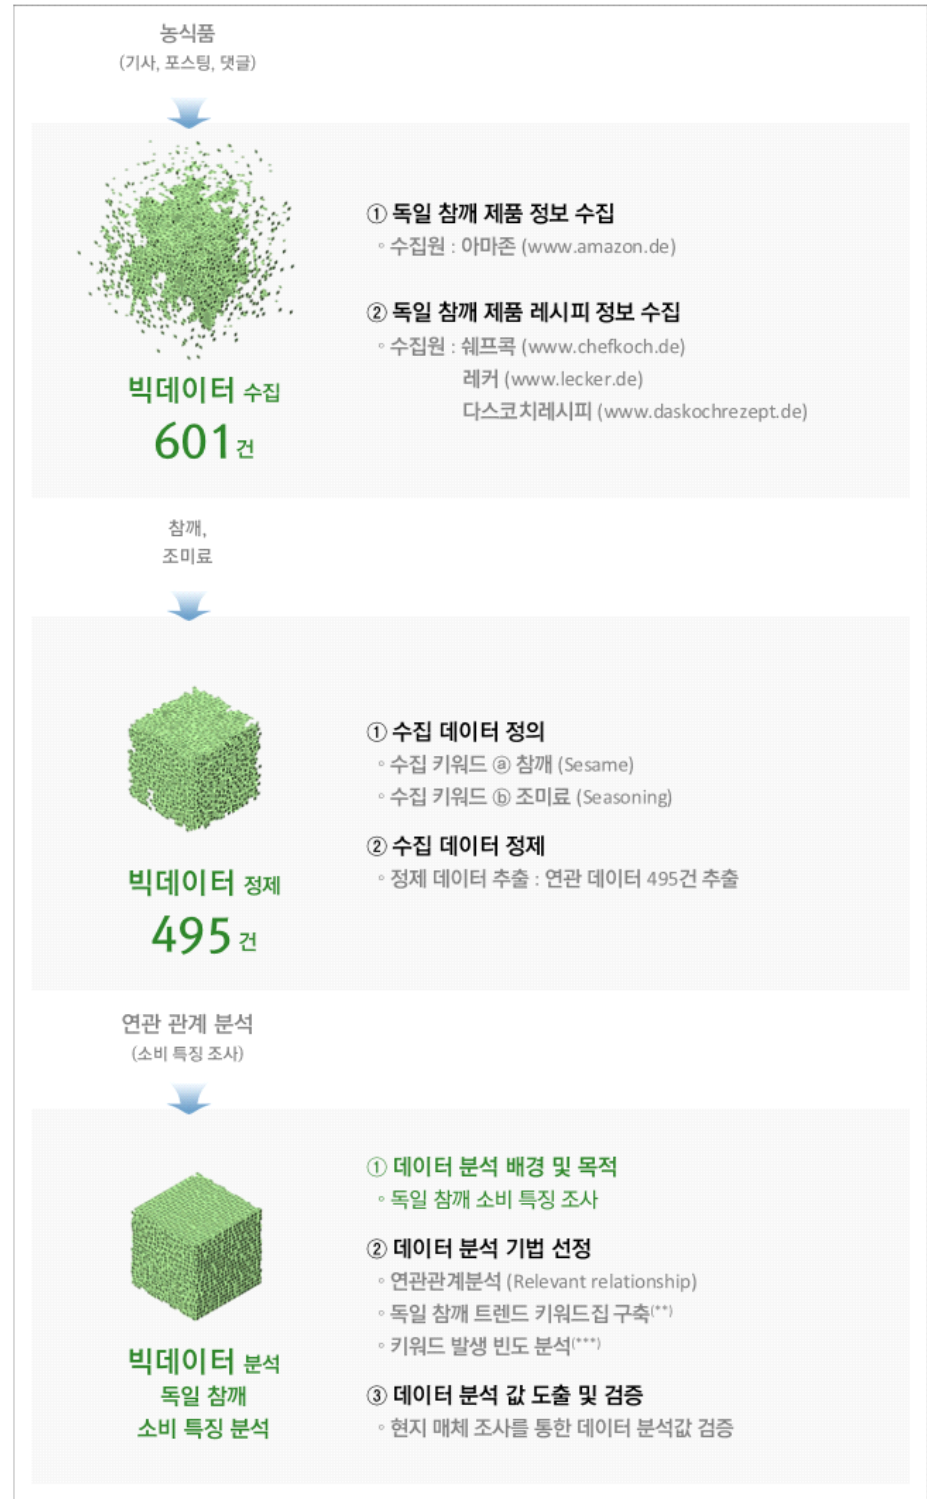 농식품
(기사, 포스팅, 댓글)
① 독일 참깨 제품 정보 수집
◦ 수집원 : 아마존 (www.amazon.de)
② 독일 참깨 제품 레시피 정보 수집
◦ 수집원 : 쉐프콕 (www.chefkoch.de)
레커 (www.lecker.de)
다스코치레시피 (www.daskochrezept.de)
빅데이터 수집
601건
참깨,
조미료
① 수집 데이터 정의
◦ 수집 키워드 ⓐ 참깨 (Sesame)
◦ 수집 키워드 ⓑ 조미료 (Seasoning)
② 수집 데이터 정제
◦ 정제 데이터 추출 : 연관 데이터 495건 추출
빅데이터 정제
495 건
연관 관계 분석
(소비 특징 조사)
① 데이터 분석 배경 및 목적
◦ 독일 참깨 소비 특징 조사
② 데이터 분석 기법 선정
◦ 연관관계분석 (Relevant relationship)
◦ 독일 참깨 트렌드 키워드집 구축(**)
◦ 키워드 발생 빈도 분석(***)
③ 데이터 분석 값 도출 및 검증
◦ 현지 매체 조사를 통한 데이터 분석값 검증
빅데이터 분석
독일 참깨
소비 특징 분석